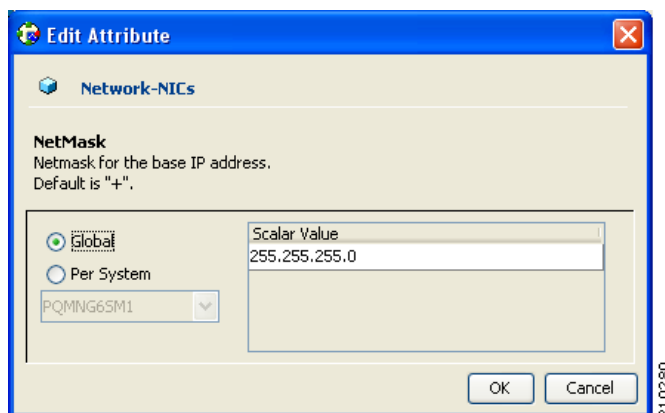 Edit Attribute
Network-NICs
NetMask
Netmask for the base IP address.
Default is "+".
Global
Per System
PQMNG6SM1
Scalar Value
255.255.255.0
OK
Cancel